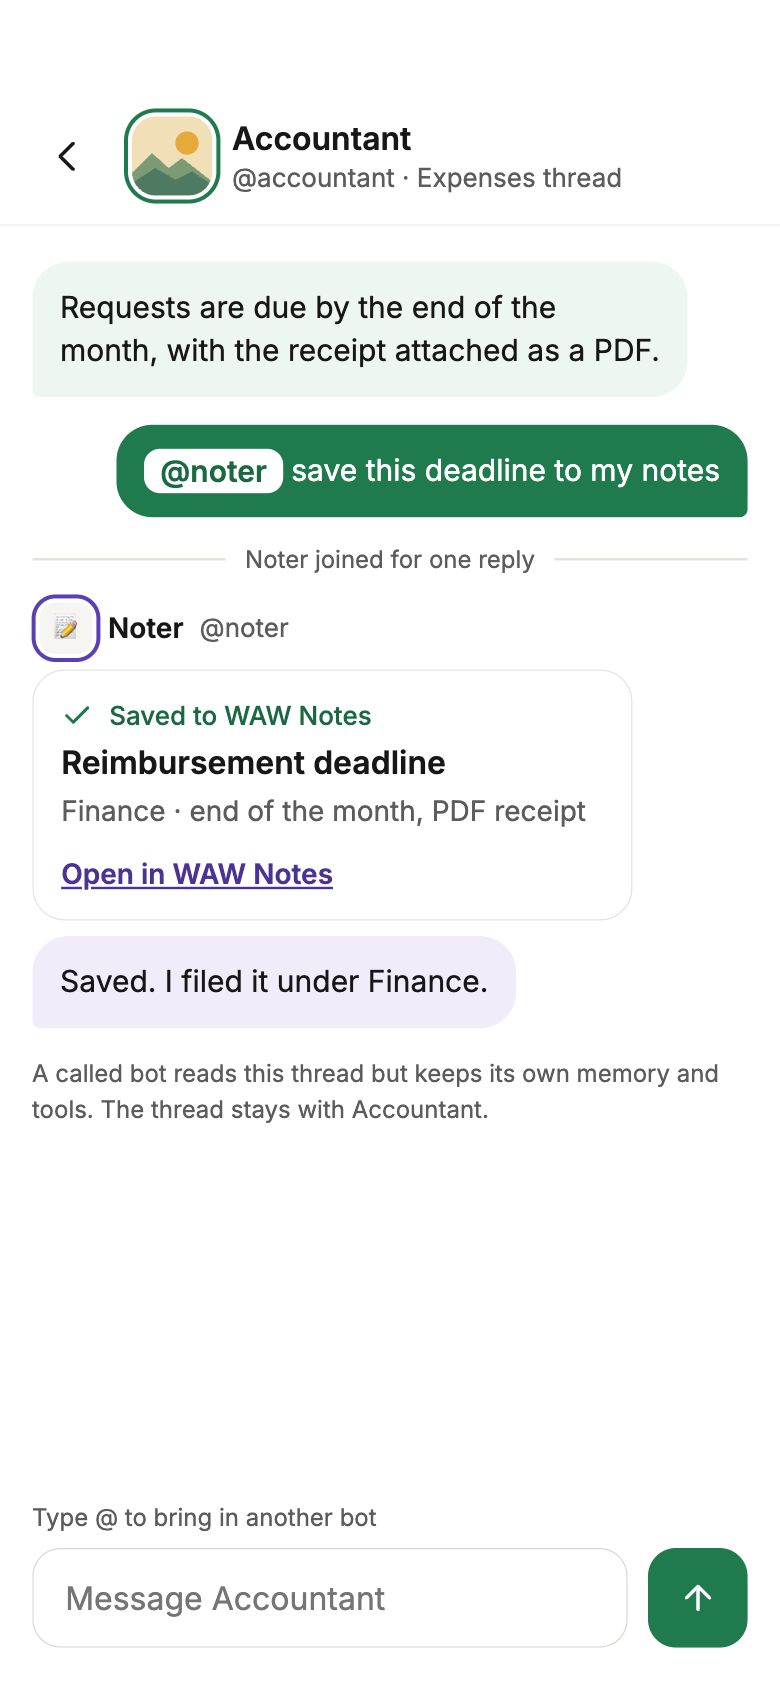 Accountant
@accountant · Expenses thread
Requests are due by the end of the
month, with the receipt attached as a PDF.
@noter save this deadline to my notes
Noter joined for one reply
Noter @noter
Saved to WAW Notes
Reimbursement deadline
Finance · end of the month, PDF receipt
Open in WAW Notes
Saved. I filed it under Finance.
A called bot reads this thread but keeps its own memory and
tools. The thread stays with Accountant.
Type @ to bring in another bot
Message Accountant